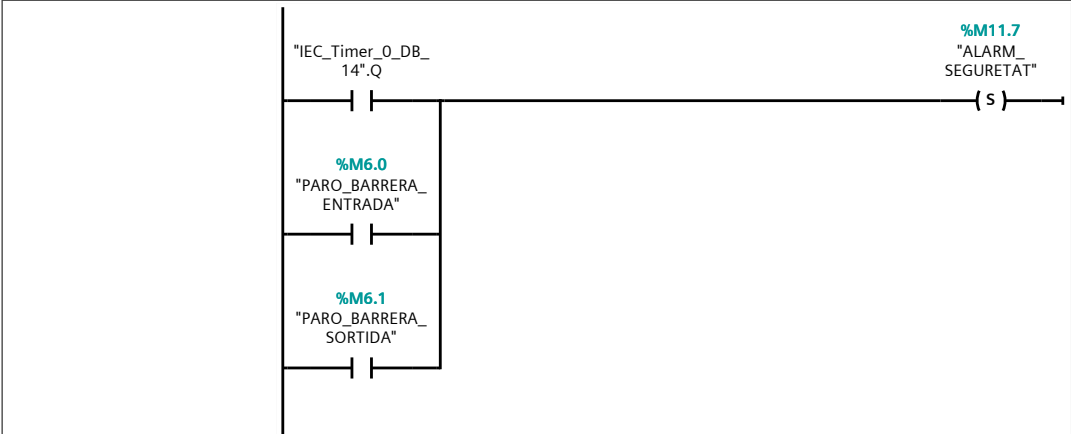 %M11.7
"IEC_Timer_0_DB_
14".Q
"ALARM_
SEGURETAT"
S
%M6.0
"PARO_BARRERA_
ENTRADA"
%M6.1
"PARO_BARRERA_
SORTIDA"